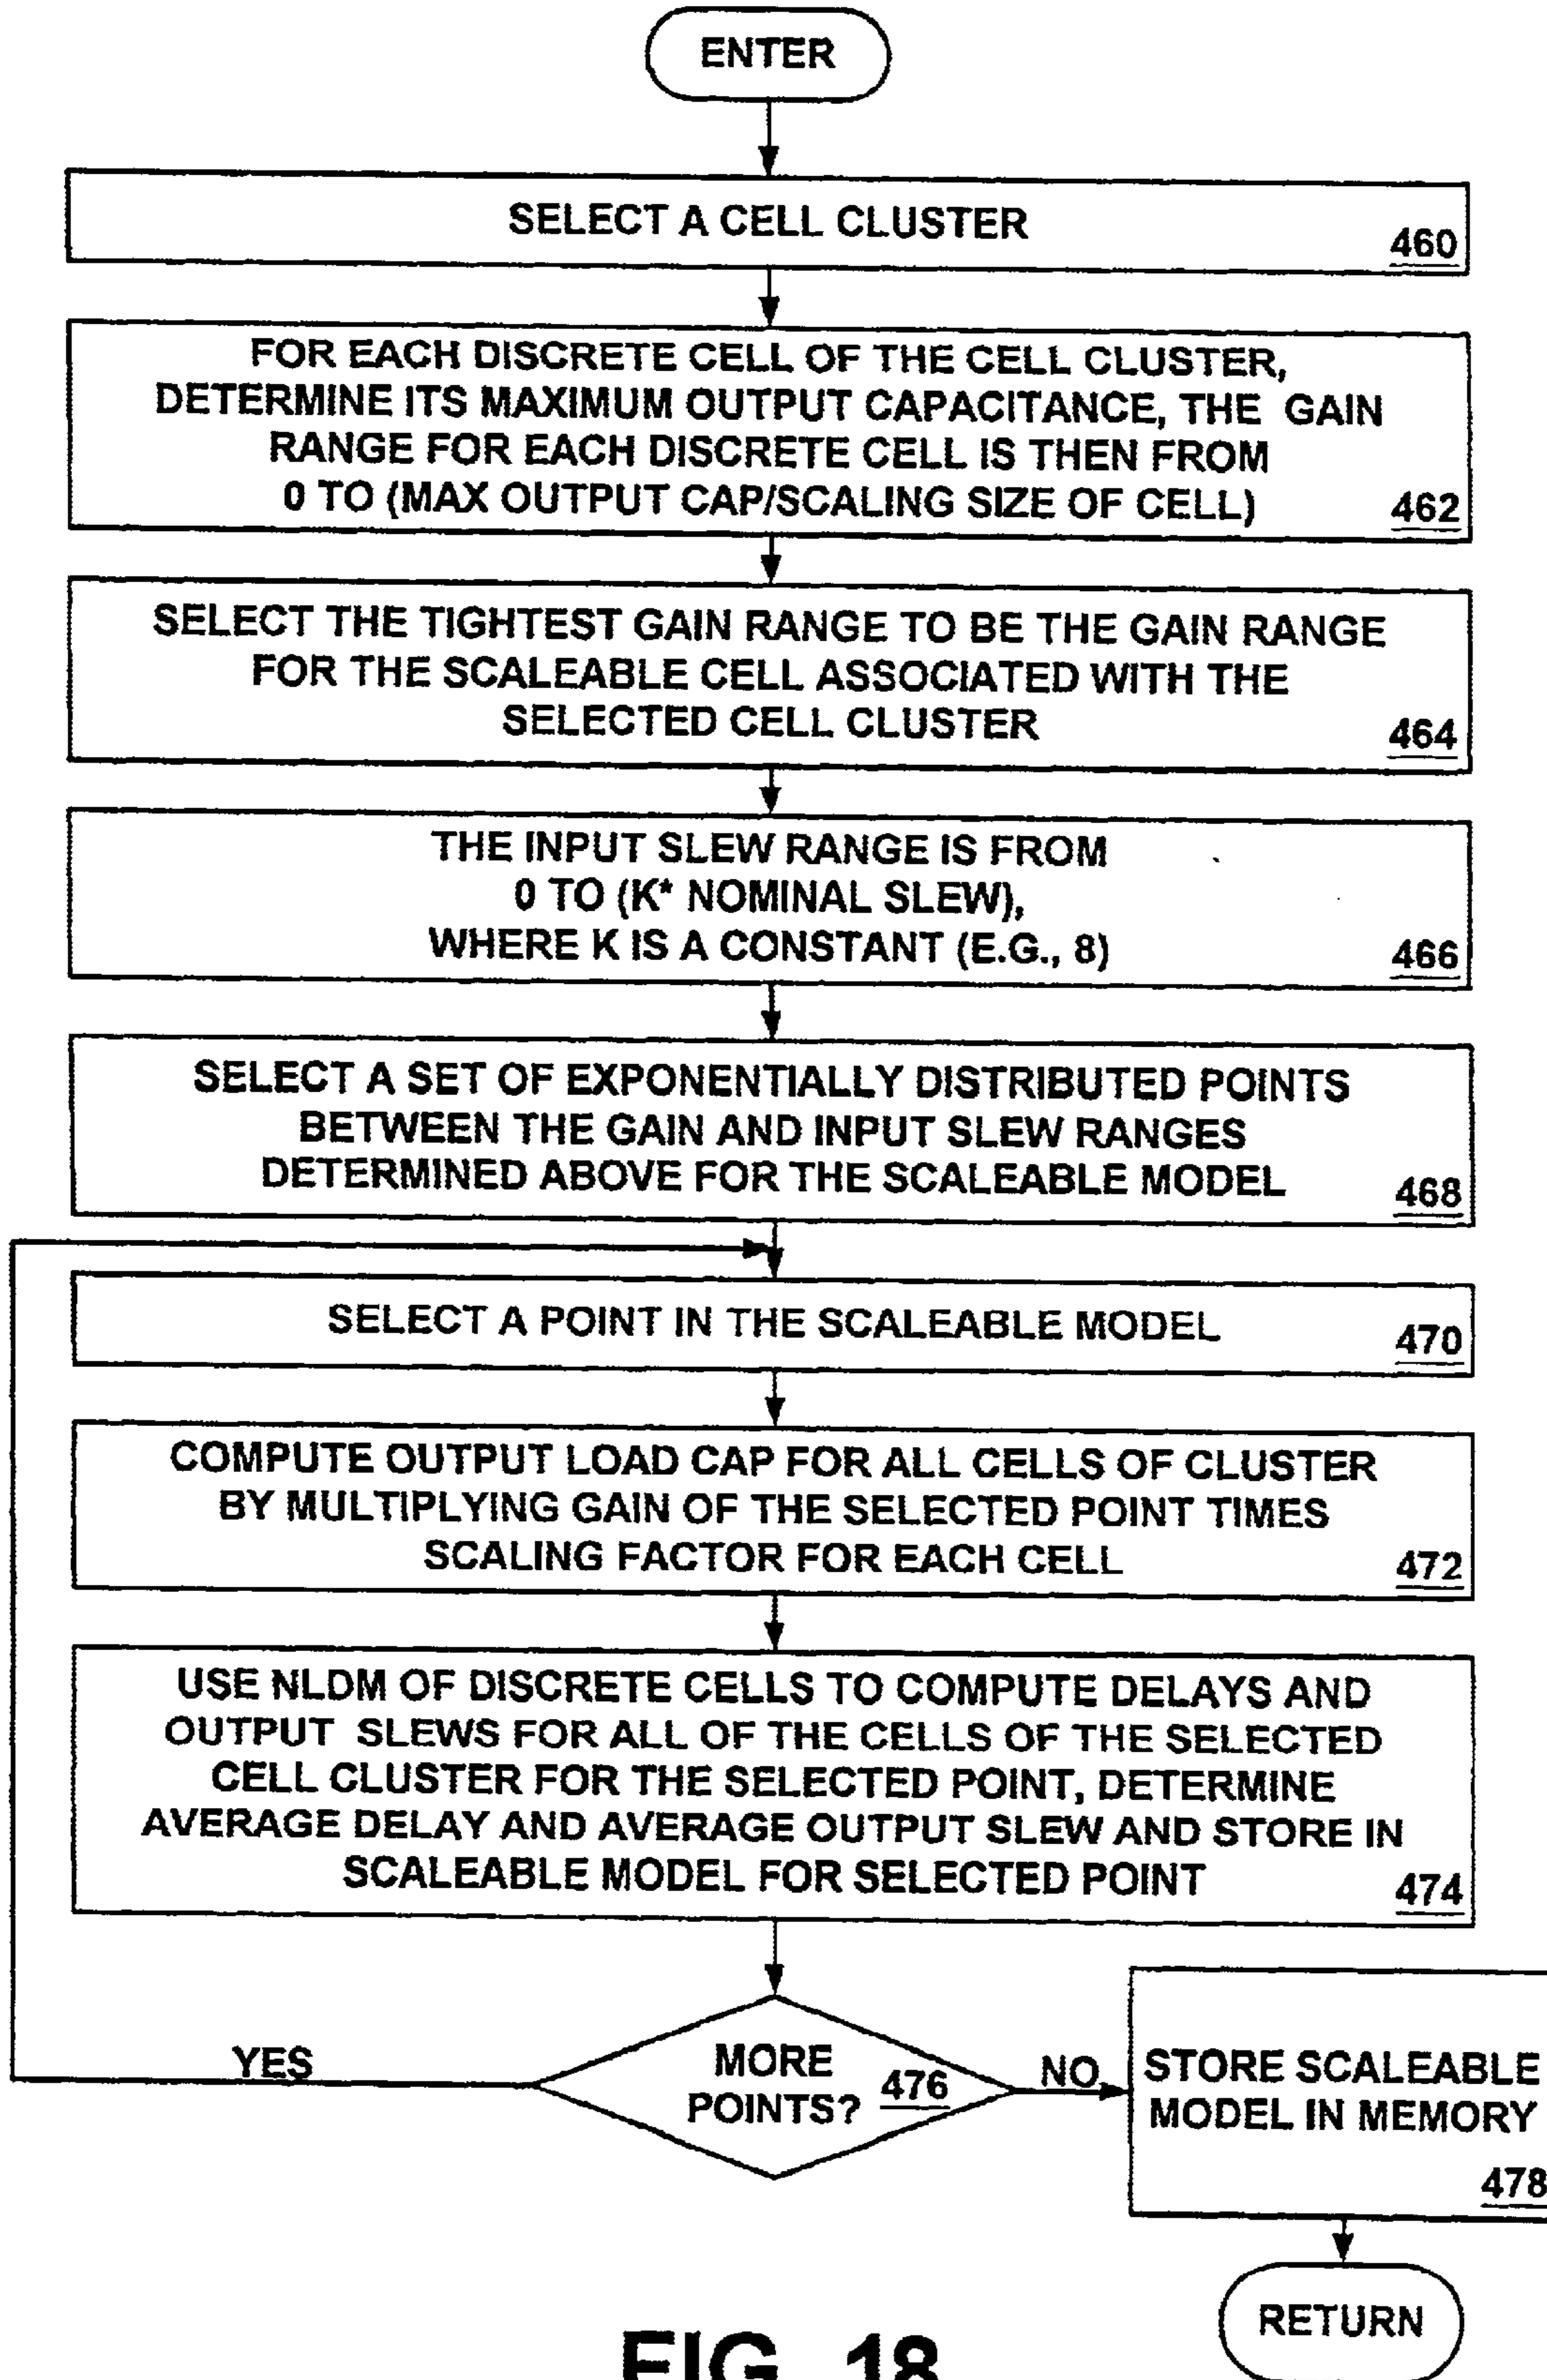 ENTER
SELECT A CELL CLUSTER
460
FOR EACH DISCRETE CELL OF THE CELL CLUSTER,
DETERMINE ITS MAXIMUM OUTPUT CAPACITANCE, THE GAIN
RANGE FOR EACH DISCRETE CELL IS THEN FROM
0 TO (MAX OUTPUT CAP/SCALING SIZE OF CELL)
462
SELECT THE TIGHTEST GAIN RANGE TO BE THE GAIN RANGE
FOR THE SCALEABLE CELL ASSOCIATED WITH THE
SELECTED CELL CLUSTER
464
THE INPUT SLEW RANGE IS FROM
0 TO (K* NOMINAL SLEW),
WHERE K IS A CONSTANT (E.G., 8)
466
SELECT A SET OF EXPONENTIALLY DISTRIBUTED POINTS
BETWEEN THE GAIN AND INPUT SLEW RANGES
DETERMINED ABOVE FOR THE SCALEABLE MODEL
468
SELECT A POINT IN THE SCALEABLE MODEL
470
COMPUTE OUTPUT LOAD CAP FOR ALL CELLS OF CLUSTER
BY MULTIPLYING GAIN OF THE SELECTED POINT TIMES
SCALING FACTOR FOR EACH CELL
472
USE NLDM OF DISCRETE CELLS TO COMPUTE DELAYS AND
OUTPUT SLEWS FOR ALL OF THE CELLS OF THE SELECTED
CELL CLUSTER FOR THE SELECTED POINT, DETERMINE
AVERAGE DELAY AND AVERAGE OUTPUT SLEW AND STORE IN
SCALEABLE MODEL FOR SELECTED POINT
474
YES
MORE
POINTS?
476
NO
STORE SCALEABLE
MODEL IN MEMORY
478
RETURN
FIG. 18